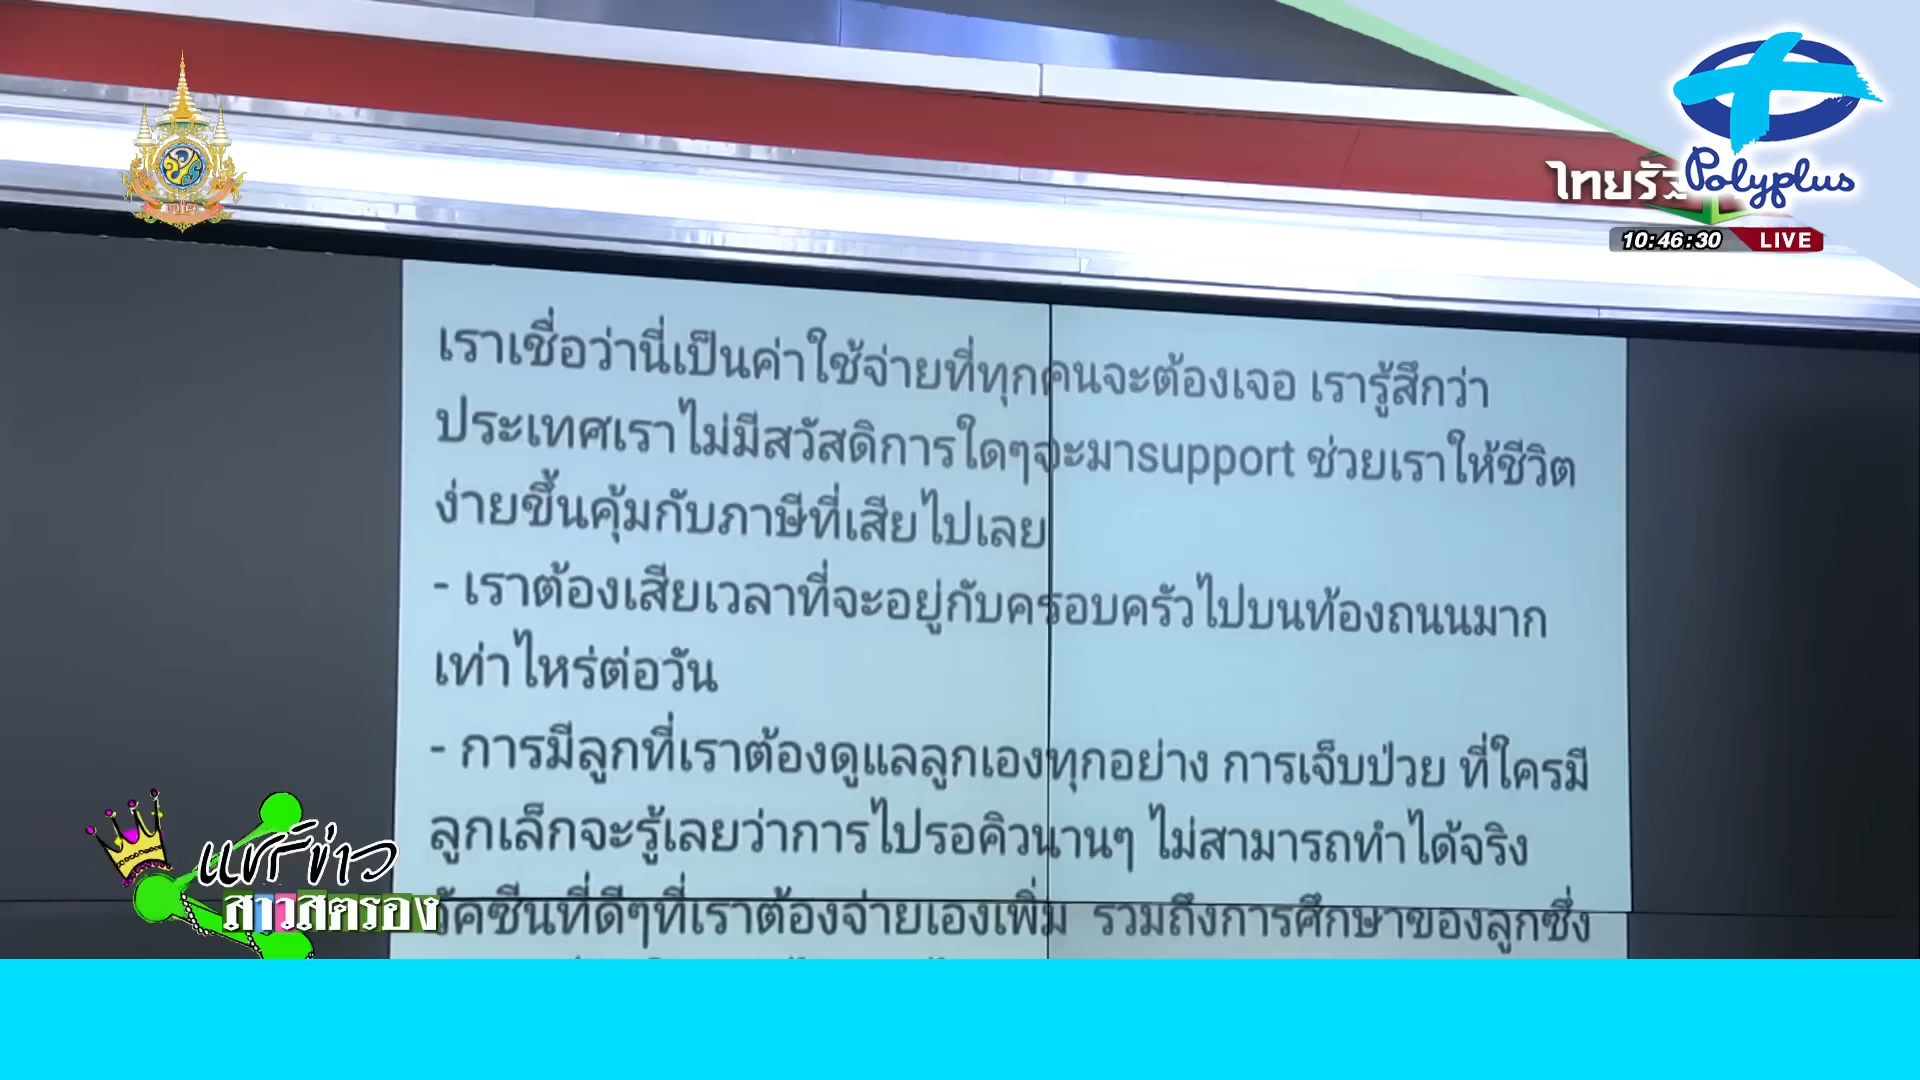 ไทยรัฐ
Polyplus
10:46:30 LIVE
เราเชื่อว่านี่เป็นค่าใช้จ่ายที่ทุกคนจะต้องเจอ เรารู้สึกว่า
ประเทศเราไม่มีสวัสดิการใดๆจะมาsupport ช่วยเราให้ชีวิต
ง่ายขึ้นคุ้มกับภาษีที่เสียไปเลย
- เราต้องเสียเวลาที่จะอยู่กับครอบครัวไปบนท้องถนนมาก
เท่าไหร่ต่อวัน
- การมีลูกที่เราต้องดูแลลูกเองทุกอย่าง การเจ็บป่วย ที่ใครมี
ลูกเล็กจะรู้เลยว่าการไปรอคิวนานๆ ไม่สามารถทำได้จริง
วัคซีนที่ดีๆที่เราต้องจ่ายเองเพิ่ม รวมถึงการศึกษาของลูกซึ่ง
แชร์ข่าว
สาวสตรอง